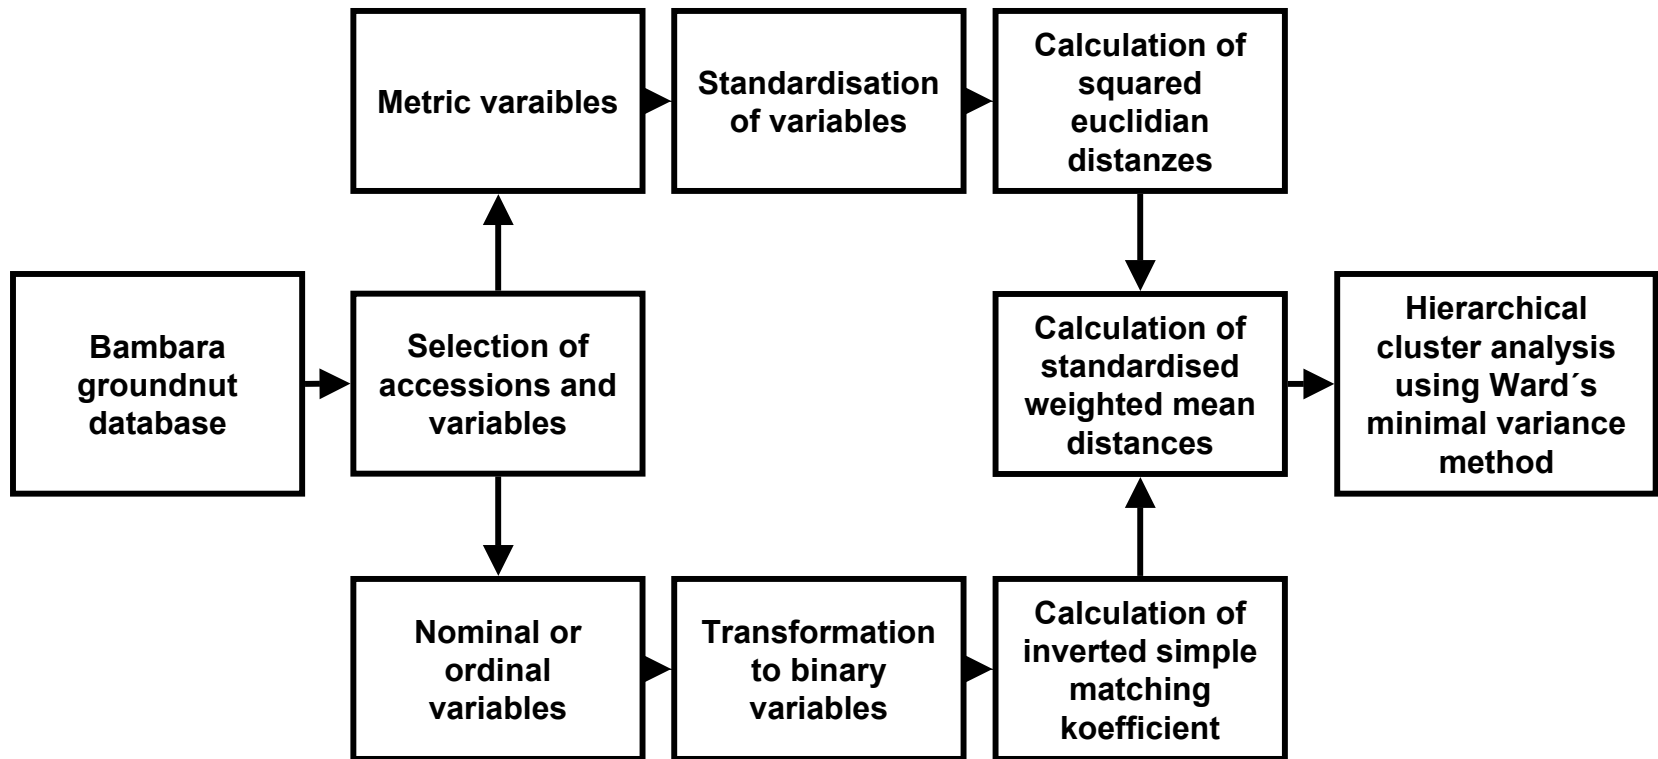 Metric varaibles
Standardisation
of variables
Calculation of
squared
euclidian
distanzes
Bambara
groundnut
database
Selection of
accessions and
variables
Calculation of
standardised
weighted mean
distances
Hierarchical
cluster analysis
using Ward´s
minimal variance
method
Nominal or
ordinal
variables
Transformation
to binary
variables
Calculation of
inverted simple
matching
koefficient